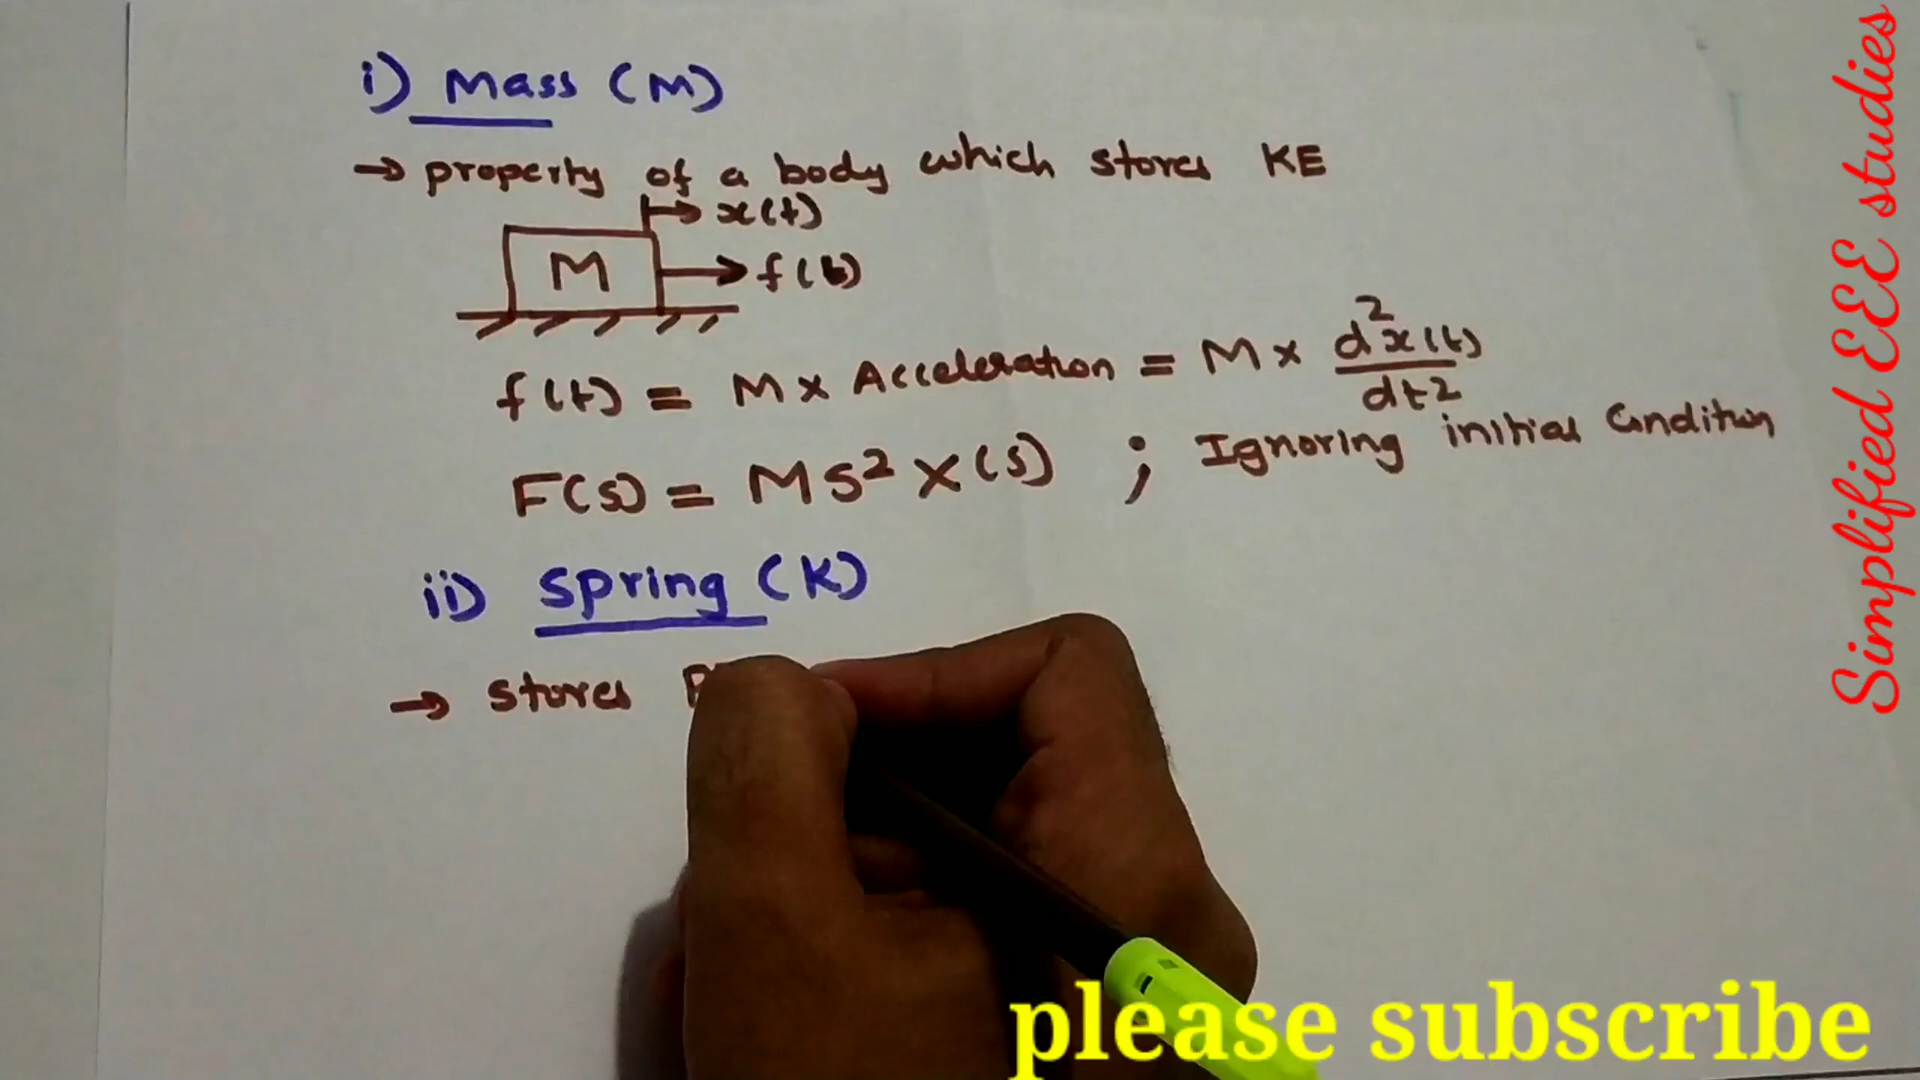 i) Mass (M)
→ property of a body which stores KE
x(t)
M
f(t)
f(t) = M x Acceleration = M x d²x(t)/dt2
F(s) = MS² X(s) ; Ignoring initial Condition
ii) Spring (K)
→ stores
Simplified EEE studies
please subscribe